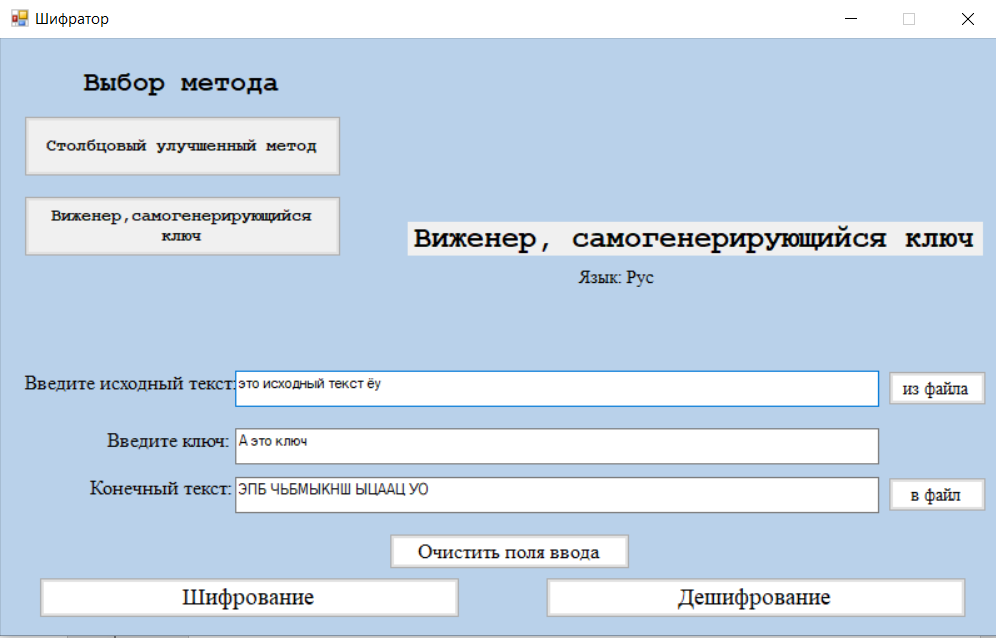 Шифратор
Выбор метода
Столбцовый улучшенный метод
Виженер,самогенерирующийся
ключ
Виженер, самогенерирующийся ключ
Язык: Рус
Введите исходный текст: это исходный текст ёу из файла
Введите ключ: А это ключ
Конечный текст: ЭПБ ЧЬБМЫКНШ ЫЦААЦ УО в файл
Очистить поля ввода
Шифрование Дешифрование